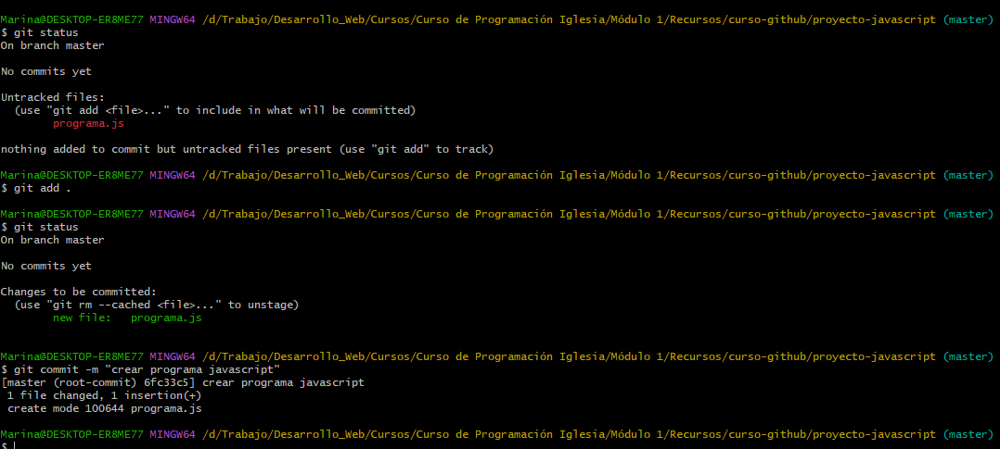 Marina@DESKTOP-ER8ME77 MINGW64 /d/Trabajo/Desarrollo_Web/Cursos/Curso de Programación Iglesia/Módulo 1/Recursos/curso-github/proyecto-javascript (master)
$ git status
On branch master
No commits yet
Untracked files:
  (use "git add <file>..." to include in what will be committed)
        programa.js
nothing added to commit but untracked files present (use "git add" to track)
Marina@DESKTOP-ER8ME77 MINGW64 /d/Trabajo/Desarrollo_Web/Cursos/Curso de Programación Iglesia/Módulo 1/Recursos/curso-github/proyecto-javascript (master)
$ git add .
Marina@DESKTOP-ER8ME77 MINGW64 /d/Trabajo/Desarrollo_Web/Cursos/Curso de Programación Iglesia/Módulo 1/Recursos/curso-github/proyecto-javascript (master)
$ git status
On branch master
No commits yet
Changes to be committed:
  (use "git rm --cached <file>..." to unstage)
        new file:   programa.js
Marina@DESKTOP-ER8ME77 MINGW64 /d/Trabajo/Desarrollo_Web/Cursos/Curso de Programación Iglesia/Módulo 1/Recursos/curso-github/proyecto-javascript (master)
$ git commit -m "crear programa javascript"
[master (root-commit) 6fc33c5] crear programa javascript
 1 file changed, 1 insertion(+)
 create mode 100644 programa.js
Marina@DESKTOP-ER8ME77 MINGW64 /d/Trabajo/Desarrollo_Web/Cursos/Curso de Programación Iglesia/Módulo 1/Recursos/curso-github/proyecto-javascript (master)
$